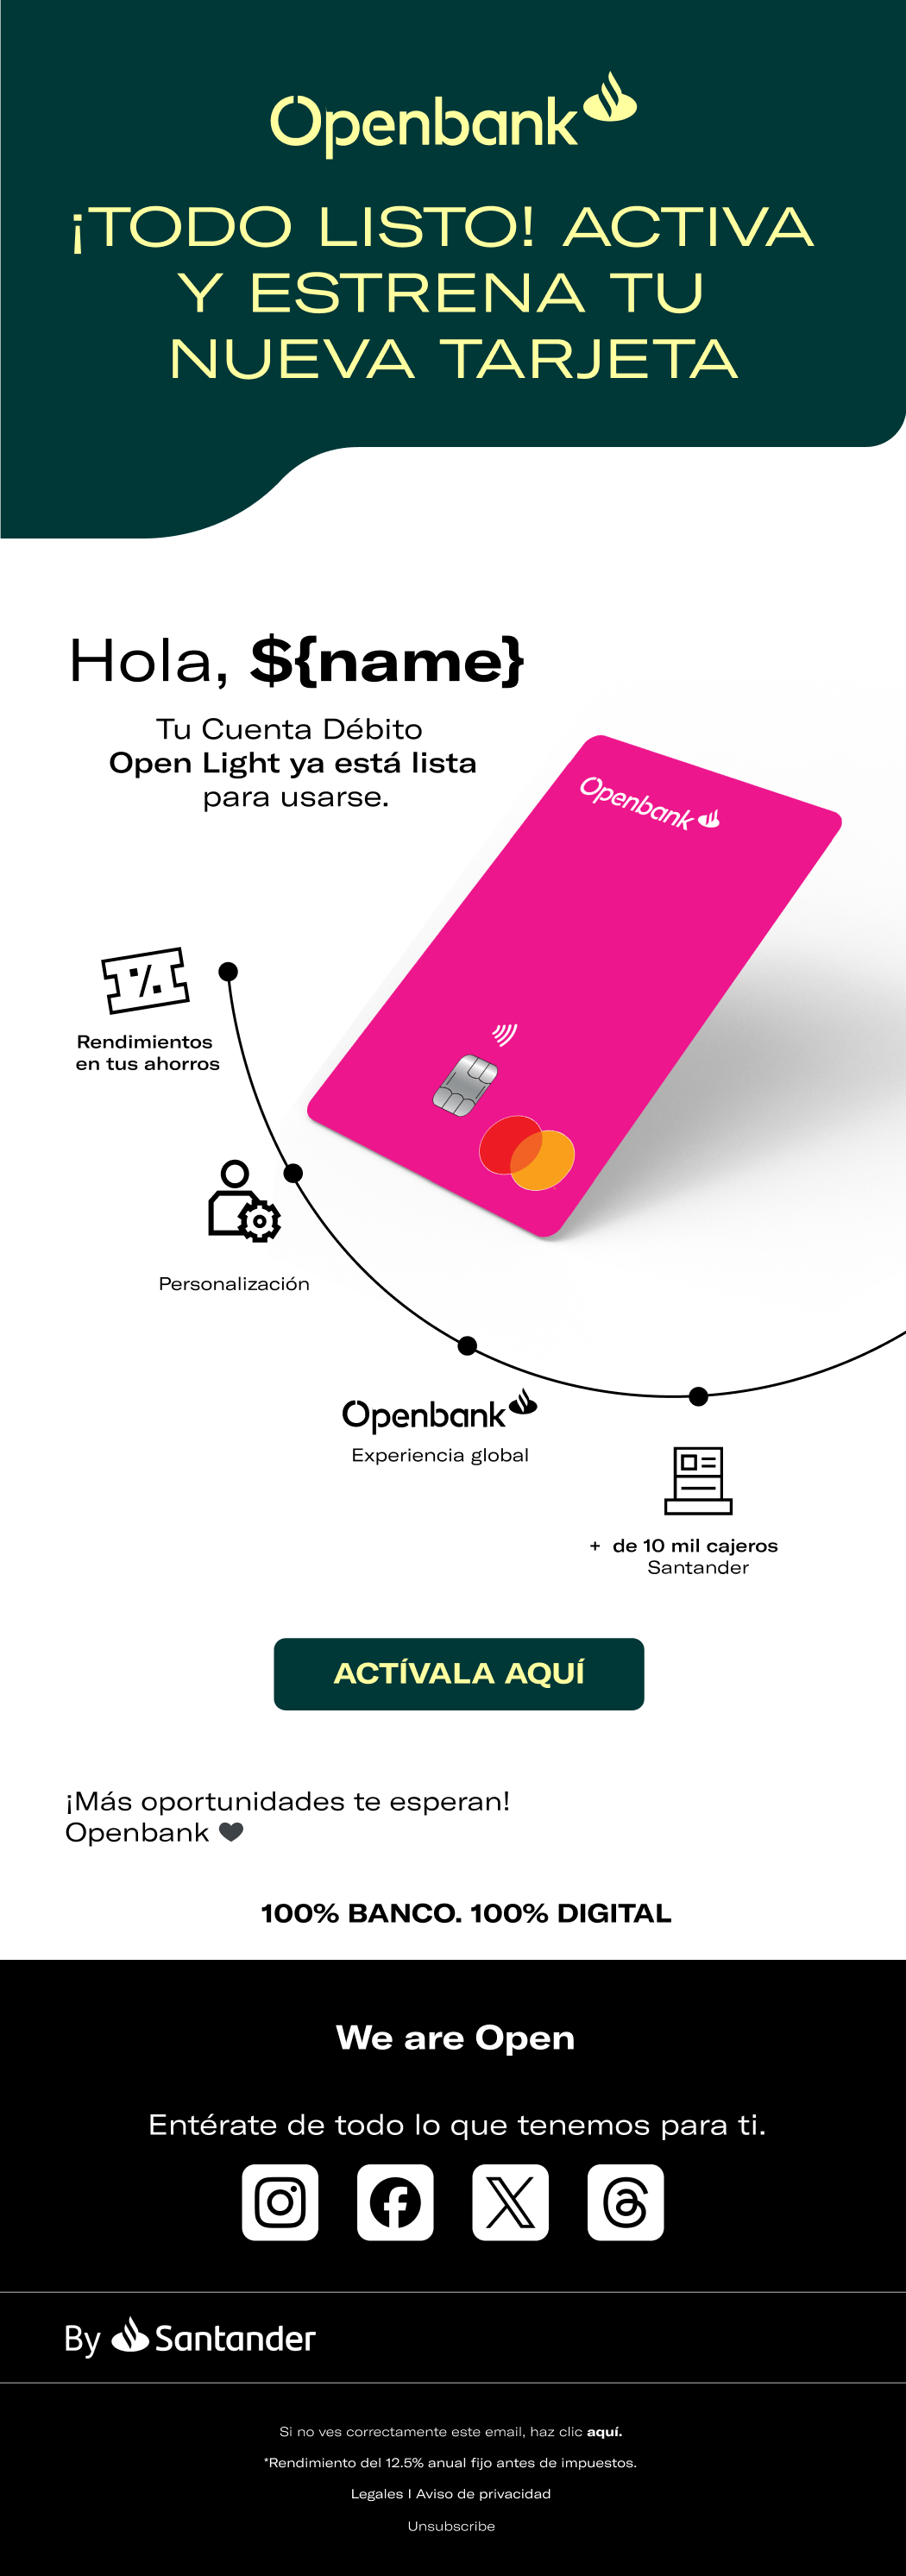 Openbank
¡TODO LISTO! ACTIVA
Y ESTRENA TU
NUEVA TARJETA
Hola, ${name}
Tu Cuenta Débito
Open Light ya está lista
para usarse.
Openbank
Rendimientos
en tus ahorros
Personalización
Openbank
Experiencia global
+ de 10 mil cajeros
Santander
ACTÍVALA AQUÍ
¡Más oportunidades te esperan!
Openbank 🖤
100% BANCO. 100% DIGITAL
We are Open
Entérate de todo lo que tenemos para ti.
By Santander
Si no ves correctamente este email, haz clic aquí.
*Rendimiento del 12.5% anual fijo antes de impuestos.
Legales I Aviso de privacidad
Unsubscribe